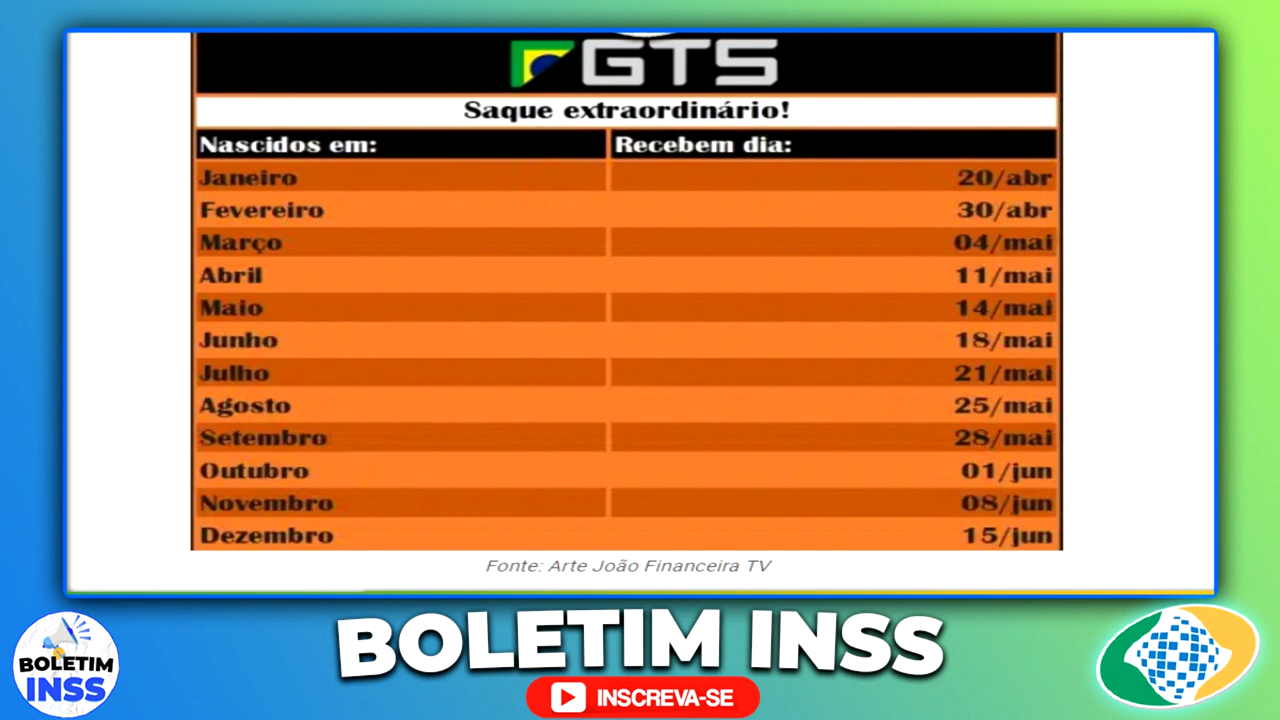 FGTS
Saque extraordinário!
Nascidos em: Recebem dia:
Janeiro 20/abr
Fevereiro 30/abr
Março 04/mai
Abril 11/mai
Maio 14/mai
Junho 18/mai
Julho 21/mai
Agosto 25/mai
Setembro 28/mai
Outubro 01/jun
Novembro 08/jun
Dezembro 15/jun
Fonte: Arte João Financeira TV
BOLETIM INSS
INSCREVA-SE
BOLETIM
INSS